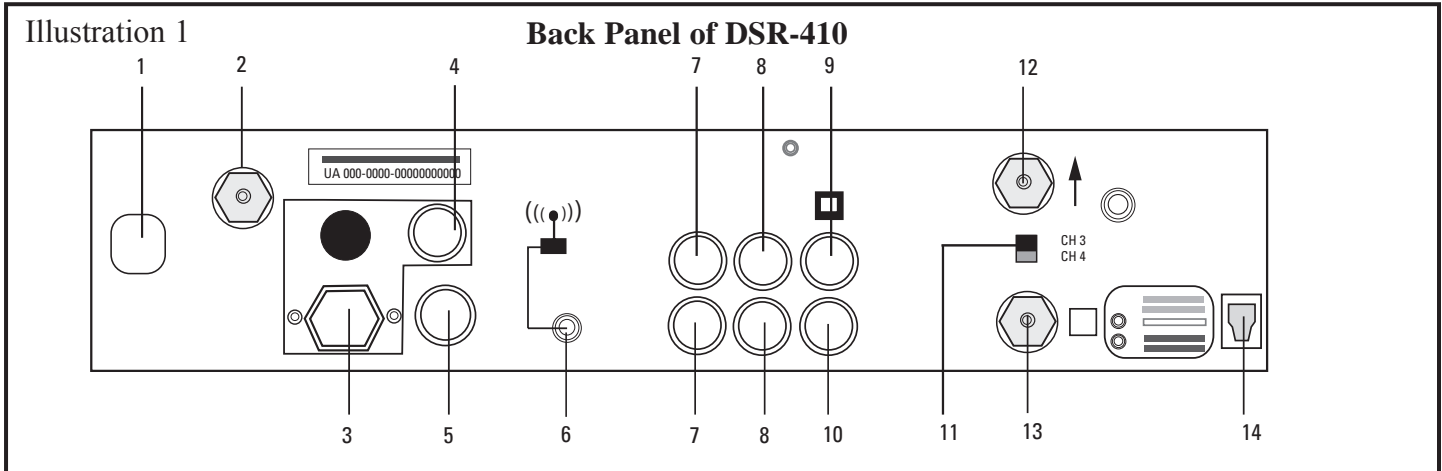 Illustration 1
Back Panel of DSR-410
1 2 4 7 8 9 12
UA 000-0000-00000000000
CH 3
CH 4
3 5 6 7 8 10 11 13 14